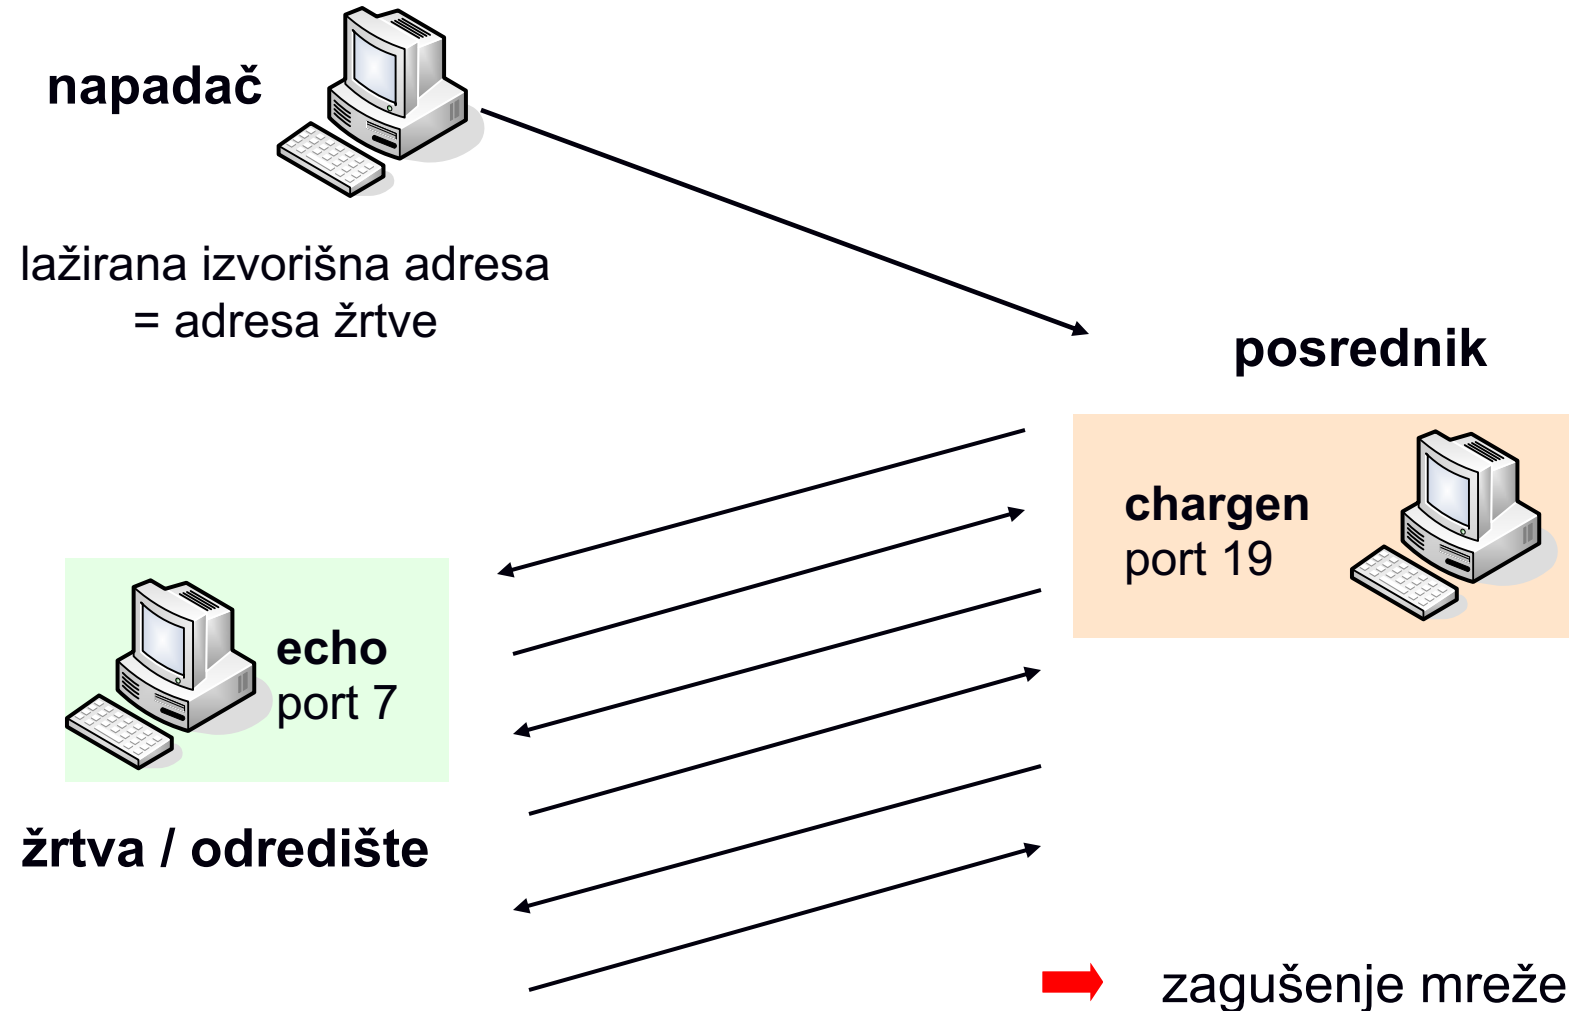 napadač
lažirana izvorišna adresa
= adresa žrtve
posrednik
chargen
port 19
echo
port 7
žrtva / odredište
zagušenje mreže